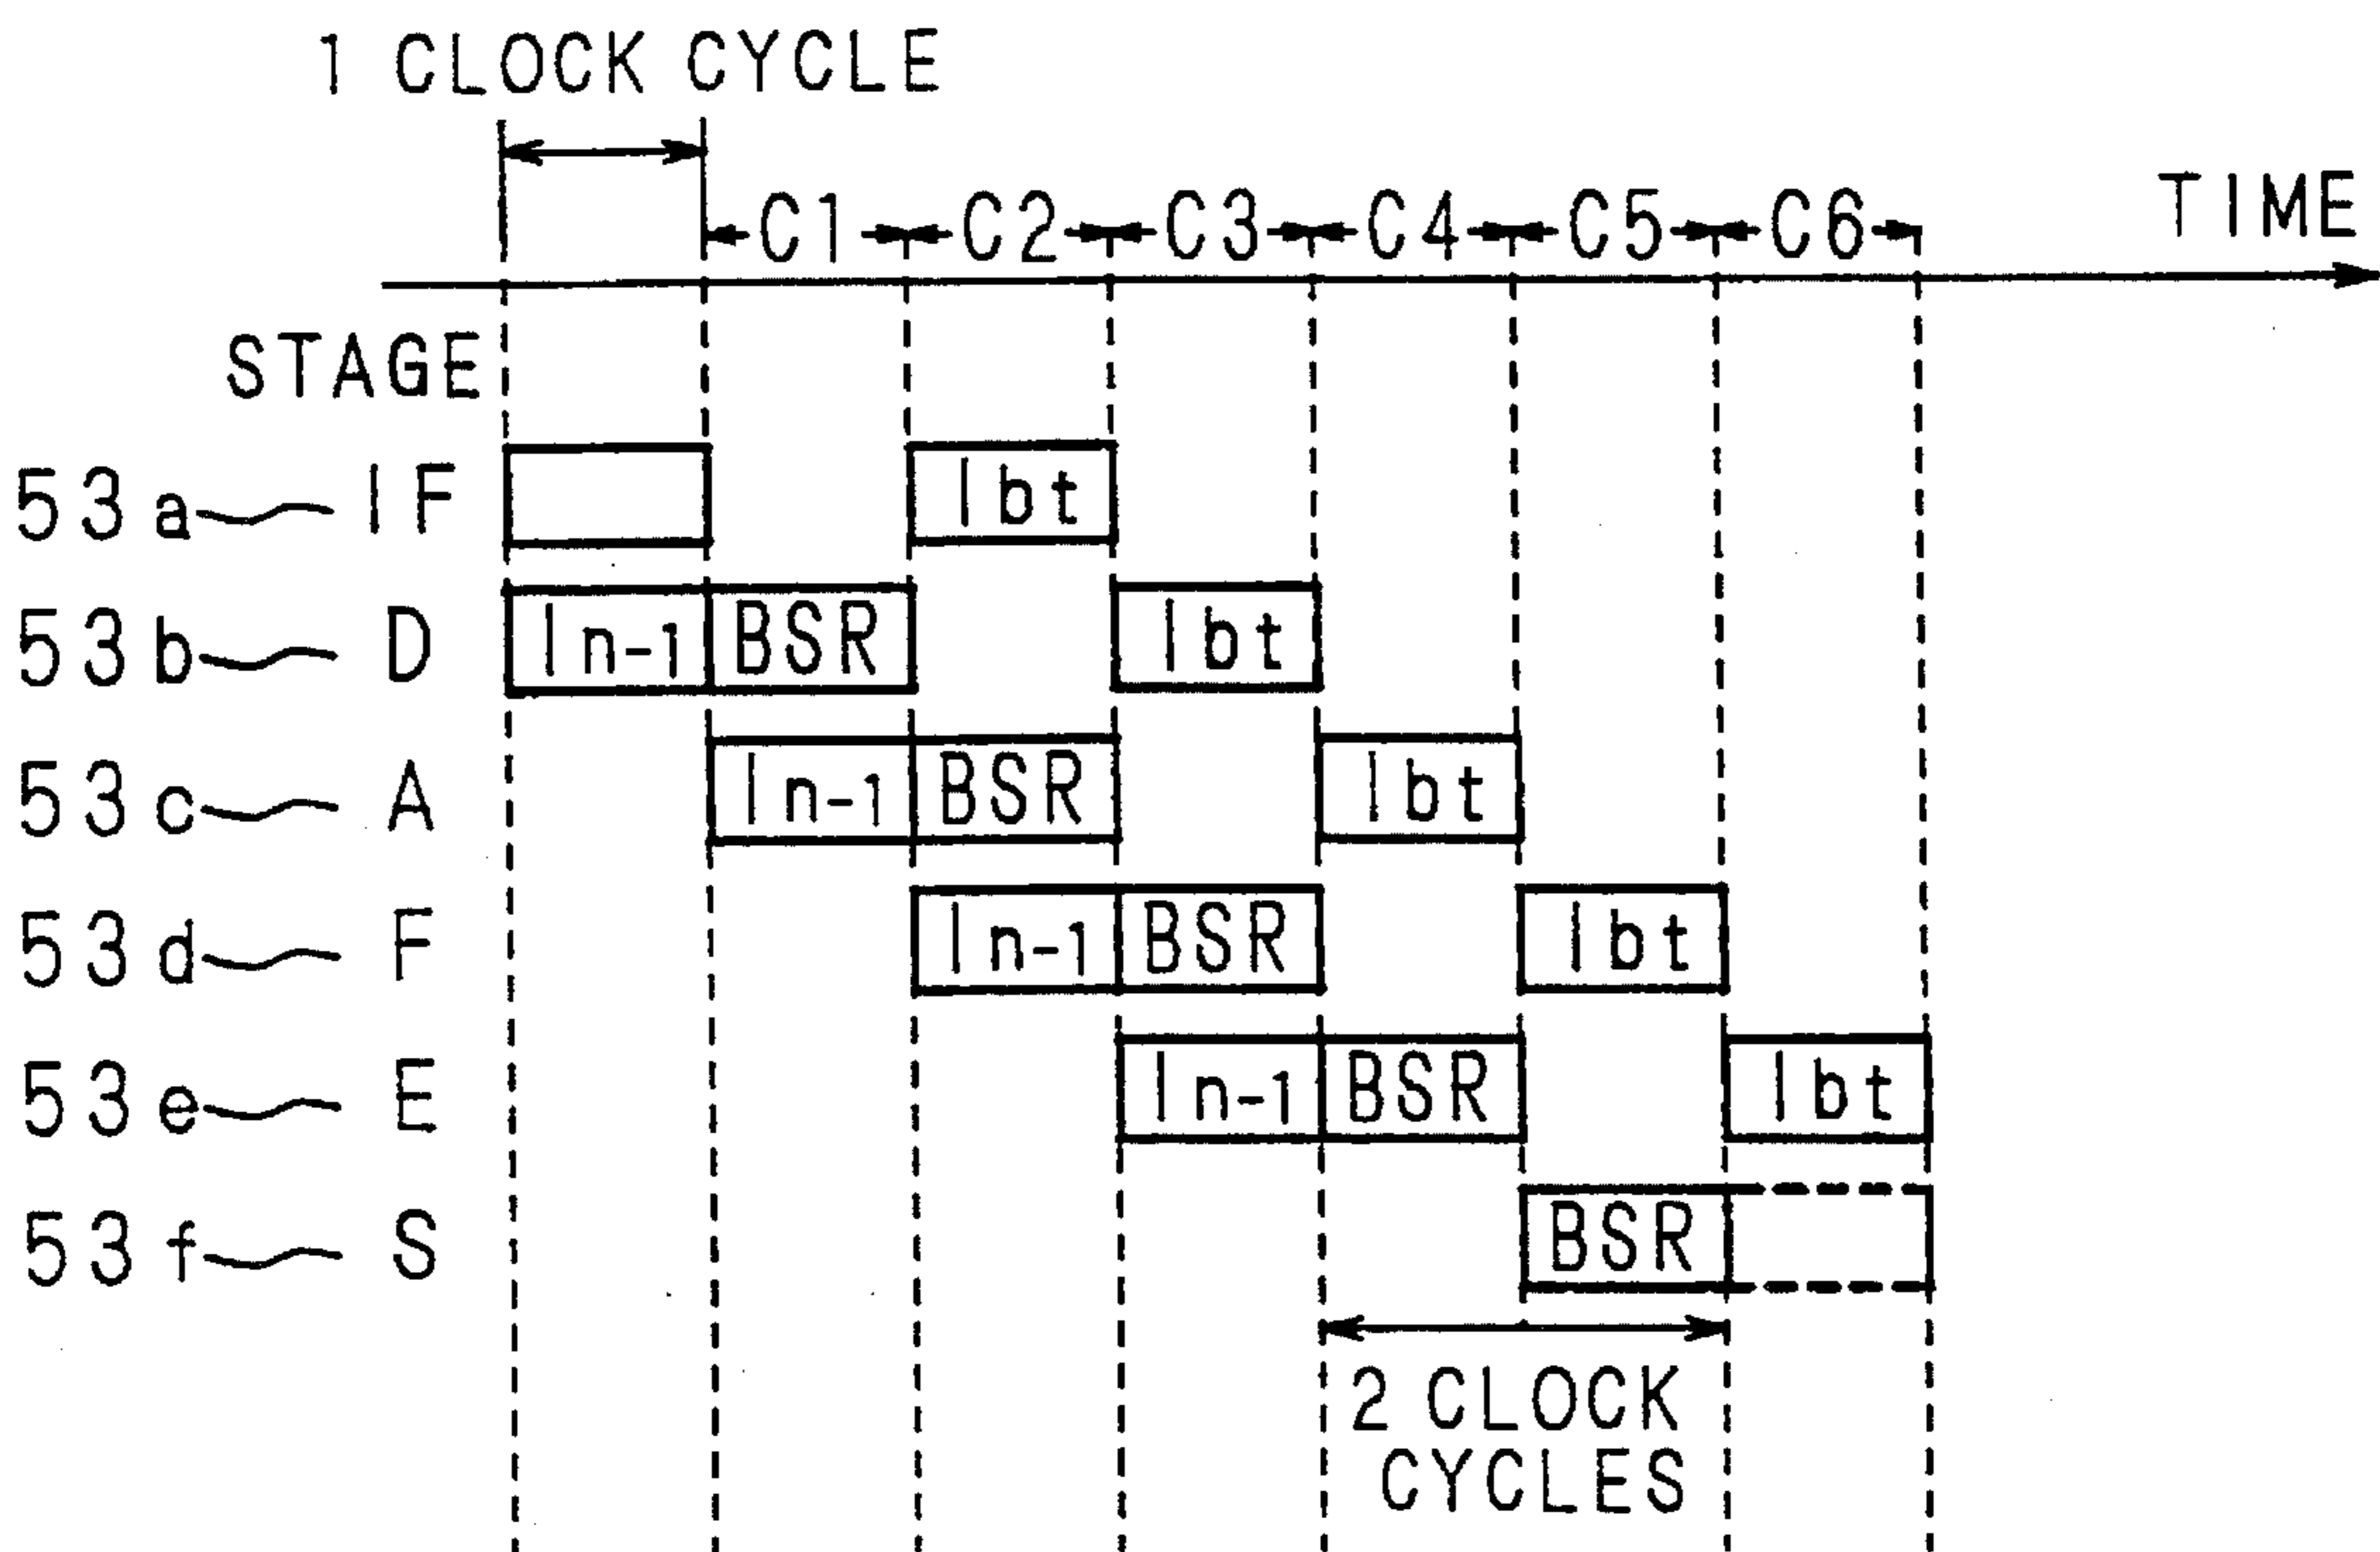 1 CLOCK CYCLE
C1 C2 C3 C4 C5 C6 TIME
STAGE
53a IF Ibt
53b D In-1 BSR Ibt
53c A In-1 BSR Ibt
53d F In-1 BSR Ibt
53e E In-1 BSR Ibt
53f S BSR
2 CLOCK
CYCLES